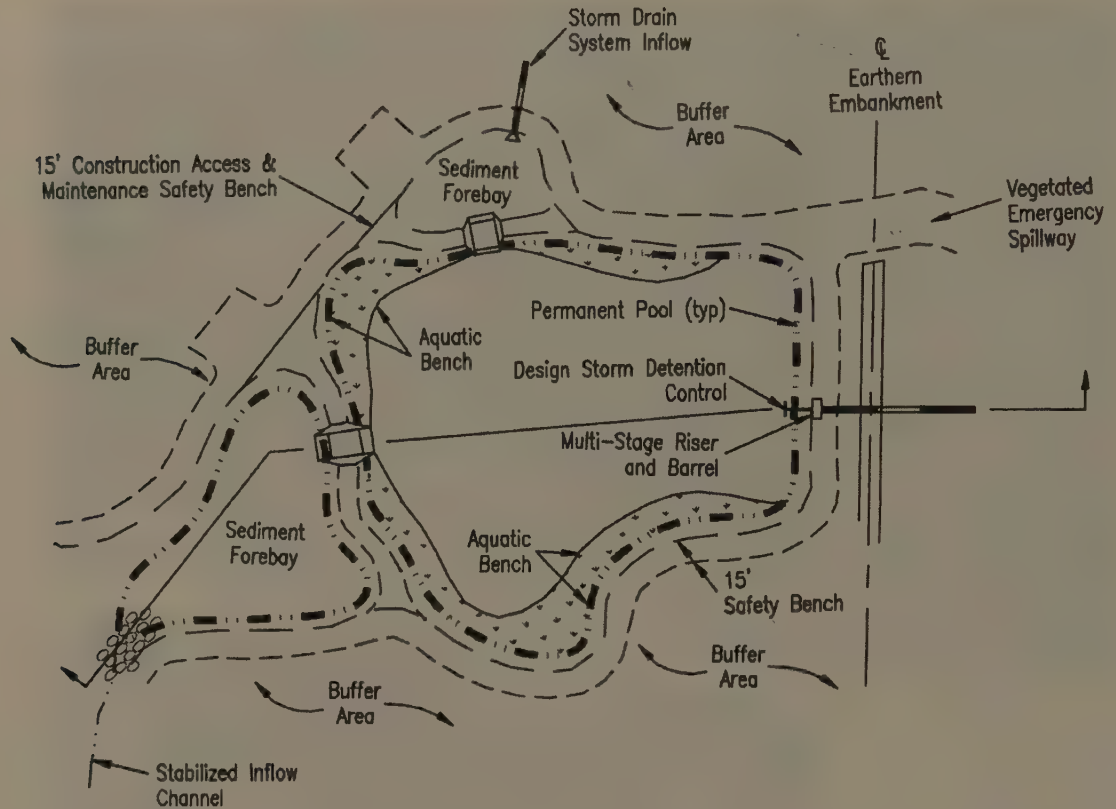 Storm Drain
System Inflow
℄
Earthern
Embankment
Buffer
Area
15' Construction Access &
Maintenance Safety Bench
Sediment
Forebay
Vegetated
Emergency
Spillway
Permanent Pool (typ)
Aquatic
Bench
Buffer
Area
Design Storm Detention
Control
Multi-Stage Riser
and Barrel
Sediment
Forebay
Aquatic
Bench
15'
Safety Bench
Buffer
Area
Buffer
Area
Stabilized Inflow
Channel